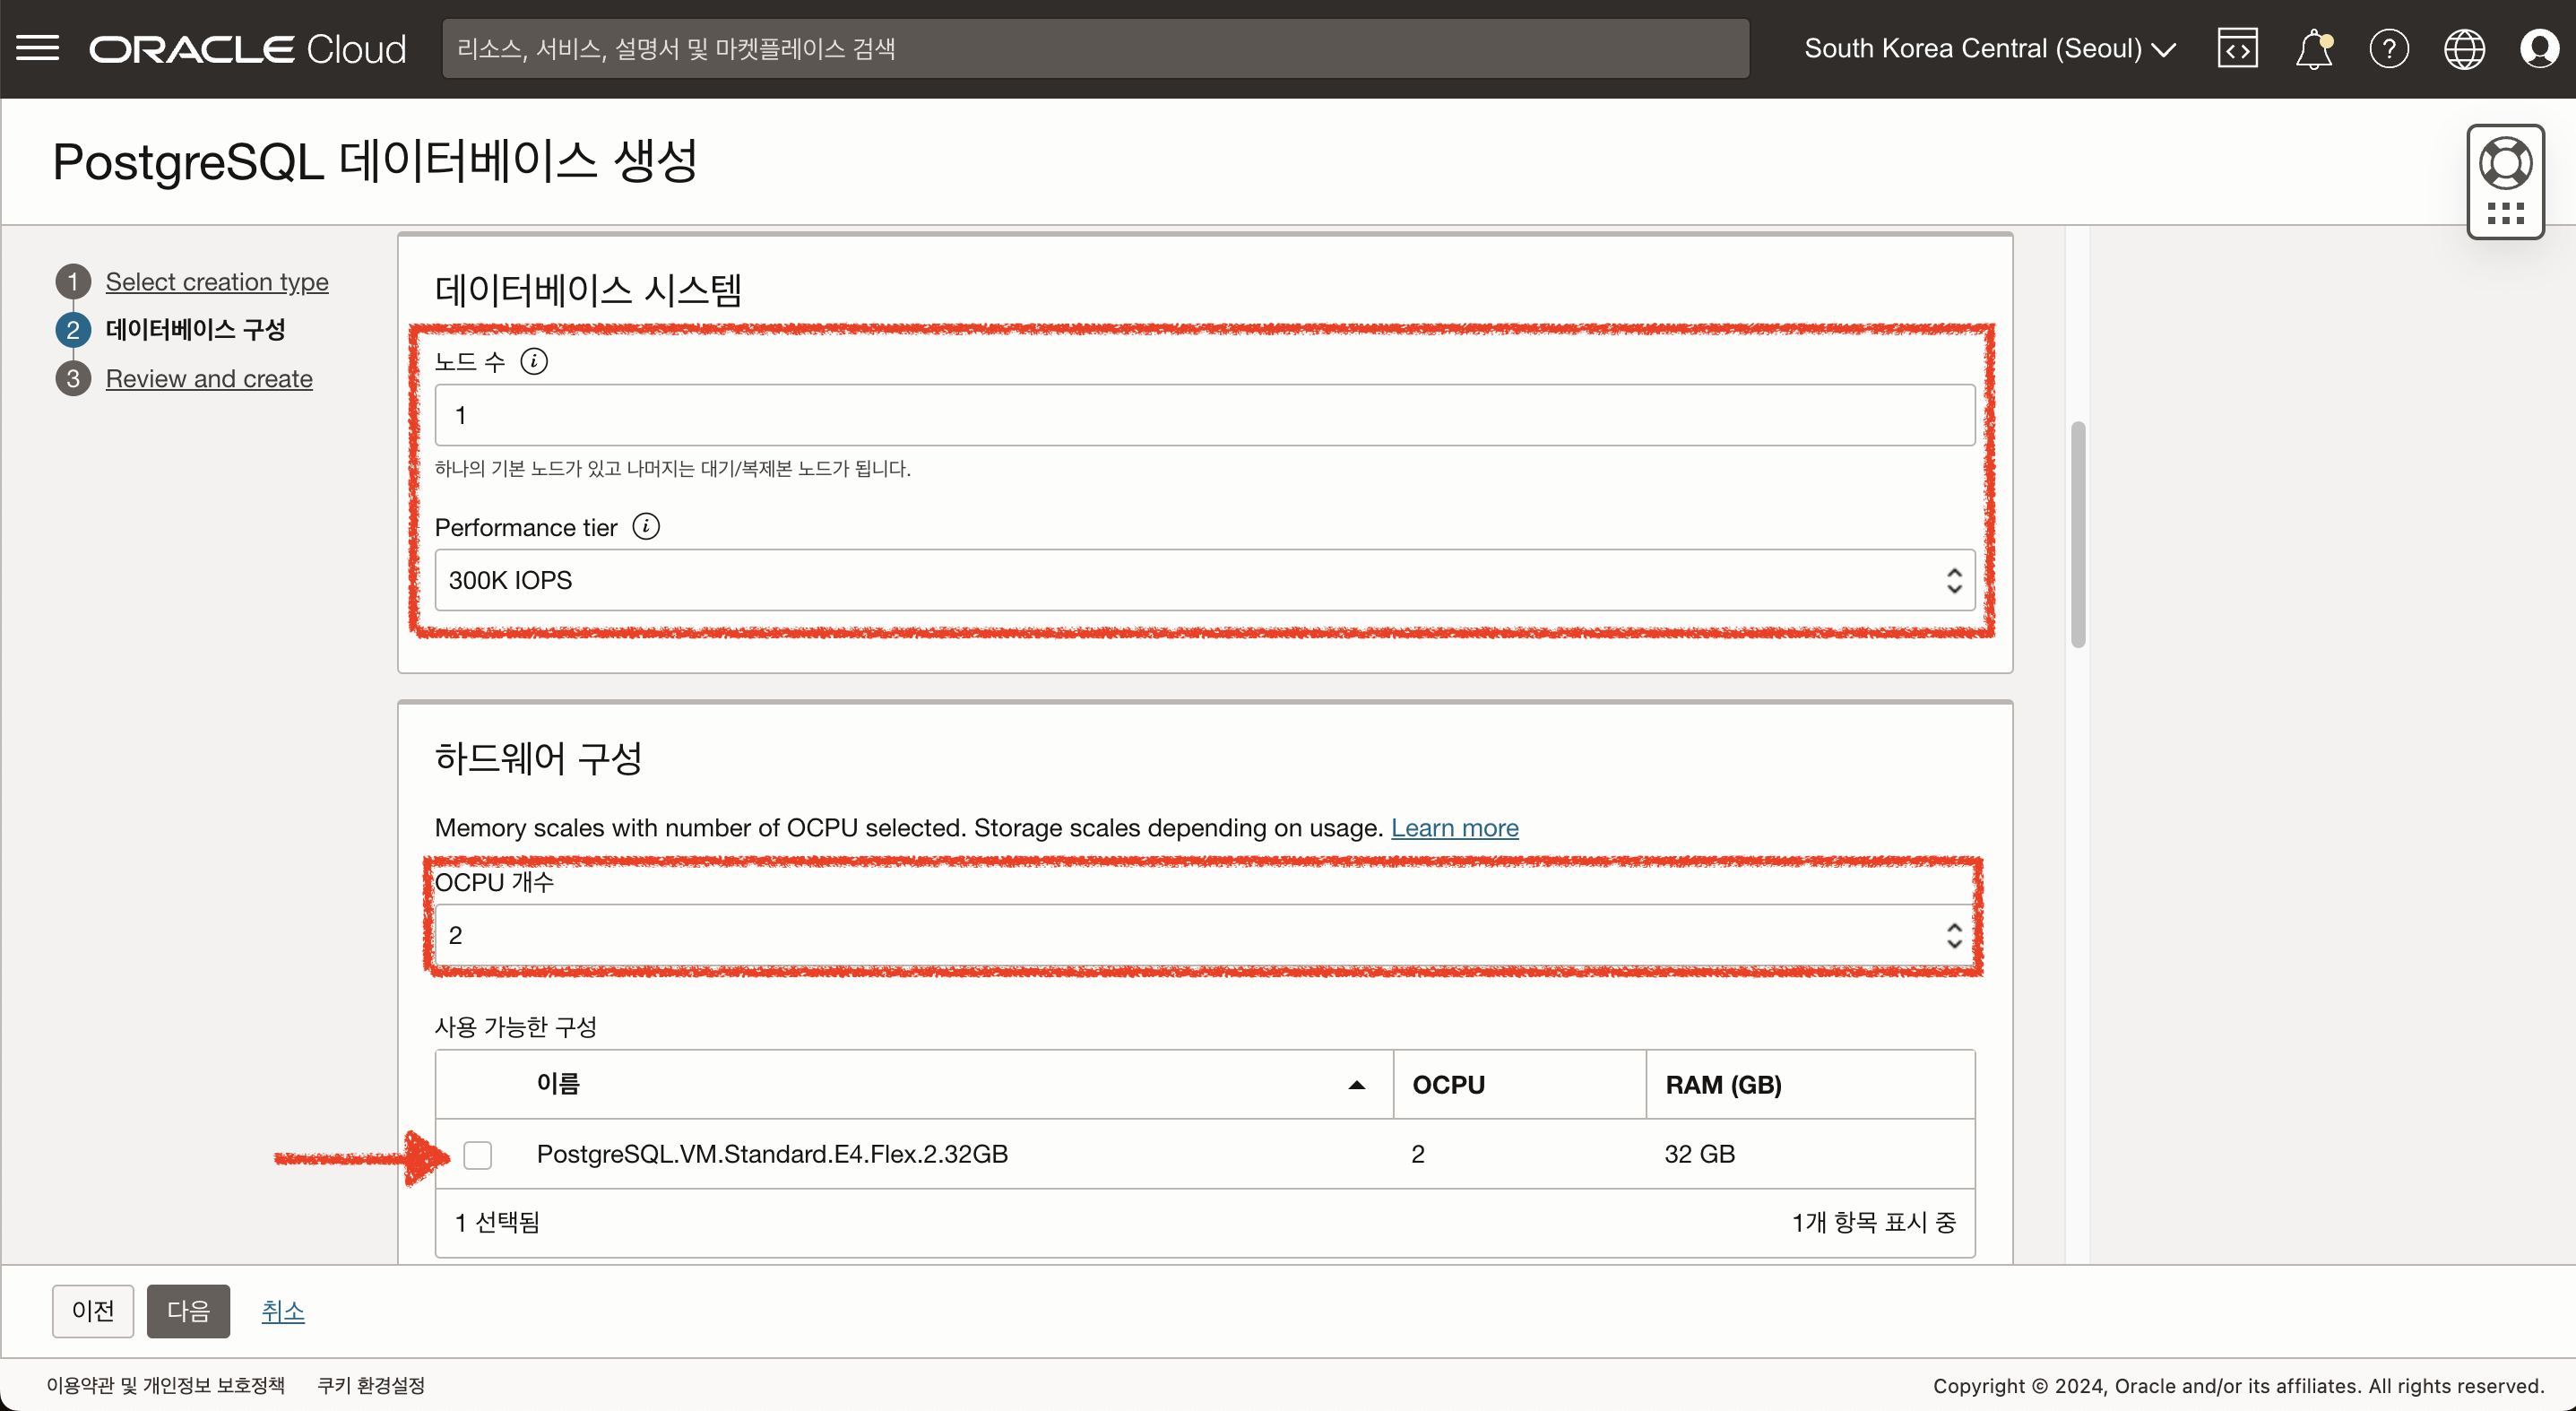 ORACLE Cloud
리소스, 서비스, 설명서 및 마켓플레이스 검색
South Korea Central (Seoul)
PostgreSQL 데이터베이스 생성
1 Select creation type
2 데이터베이스 구성
3 Review and create
데이터베이스 시스템
노드 수
1
하나의 기본 노드가 있고 나머지는 대기/복제본 노드가 됩니다.
Performance tier
300K IOPS
하드웨어 구성
Memory scales with number of OCPU selected. Storage scales depending on usage. Learn more
OCPU 개수
2
사용 가능한 구성
이름 OCPU RAM (GB)
PostgreSQL.VM.Standard.E4.Flex.2.32GB 2 32 GB
1 선택됨 1개 항목 표시 중
이전 다음 취소
이용약관 및 개인정보 보호정책 쿠키 환경설정 Copyright © 2024, Oracle and/or its affiliates. All rights reserved.